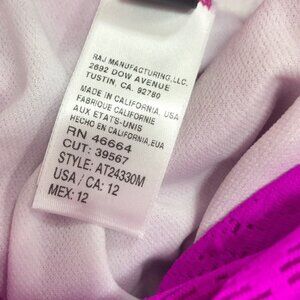 RAJ MANUFACTURING, LLC.
2692 DOW AVENUE
TUSTIN, CA. 92780
MADE IN CALIFORNIA, USA
FABRIQUE CALIFORNIE
AUX ETATS-UNIS
HECHO EN CALIFORNIA, EUA
RN 46664
CUT: 39567
STYLE: AT24330M
USA / CA: 12
MEX: 12